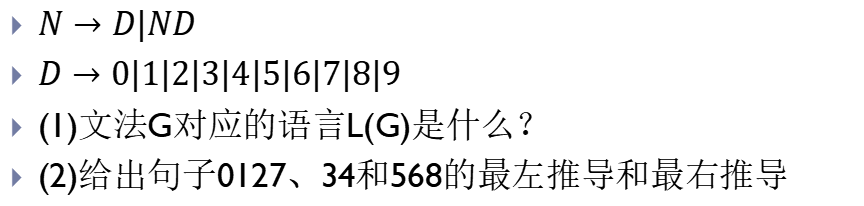 N → D|ND
D → 0|1|2|3|4|5|6|7|8|9
(1)文法G对应的语言L(G)是什么？
(2)给出句子0127、34和568的最左推导和最右推导